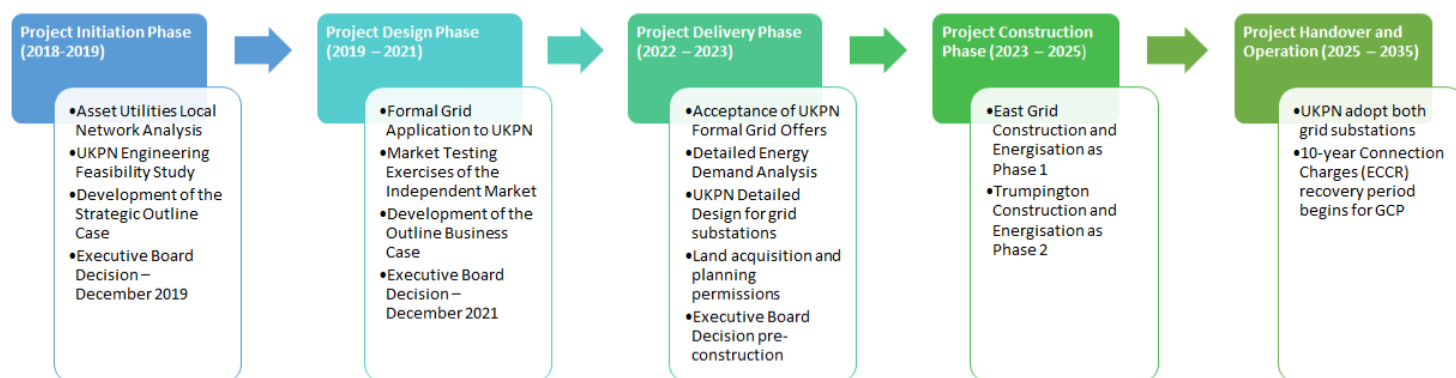 Project Initiation Phase
(2018-2019)
•Asset Utilities Local
Network Analysis
•UKPN Engineering
Feasibility Study
•Development of the
Strategic Outline
Case
•Executive Board
Decision –
December 2019
Project Design Phase
(2019 – 2021)
•Formal Grid
Application to UKPN
•Market Testing
Exercises of the
Independent Market
•Development of the
Outline Business
Case
•Executive Board
Decision –
December 2021
Project Delivery Phase
(2022 – 2023)
•Acceptance of UKPN
Formal Grid Offers
•Detailed Energy
Demand Analysis
•UKPN Detailed
Design for grid
substations
•Land acquisition and
planning
permissions
•Executive Board
Decision pre-
construction
Project Construction
Phase (2023 – 2025)
•East Grid
Construction and
Energisation as
Phase 1
•Trumpington
Construction and
Energisation as
Phase 2
Project Handover and
Operation (2025 – 2035)
•UKPN adopt both
grid substations
•10-year Connection
Charges (ECCR)
recovery period
begins for GCP